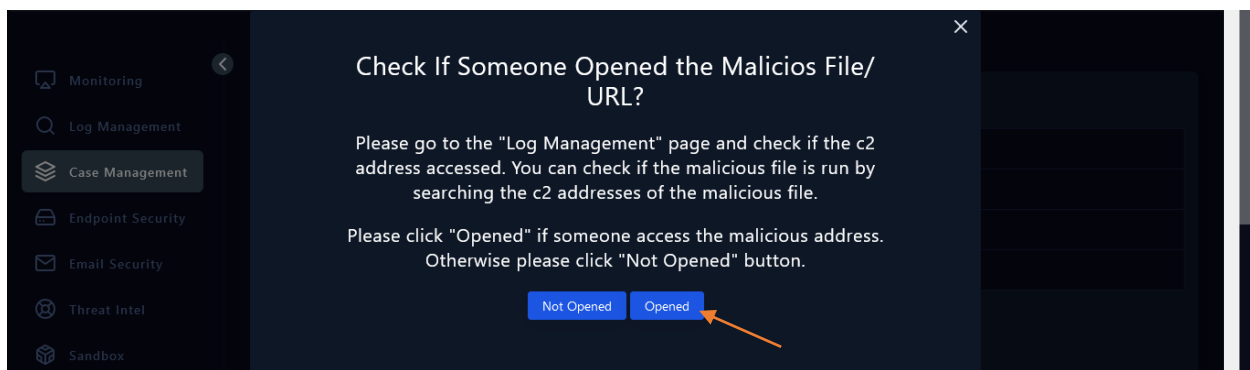 Monitoring
Log Management
Case Management
Endpoint Security
Email Security
Threat Intel
Sandbox
Check If Someone Opened the Malicios File/
URL?
Please go to the "Log Management" page and check if the c2
address accessed. You can check if the malicious file is run by
searching the c2 addresses of the malicious file.
Please click "Opened" if someone access the malicious address.
Otherwise please click "Not Opened" button.
Not Opened
Opened